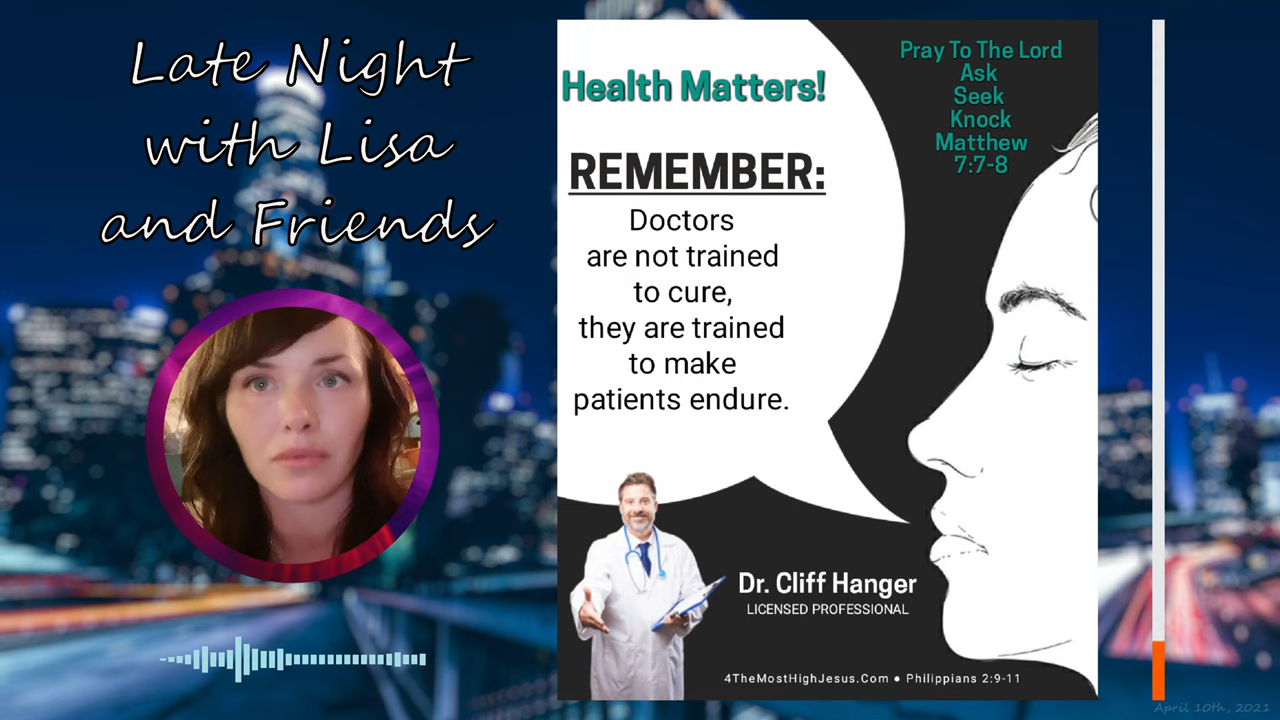 Late Night
with Lisa
and Friends
Health Matters!
REMEMBER:
Doctors
are not trained
to cure,
they are trained
to make
patients endure.
Pray To The Lord
Ask
Seek
Knock
Matthew
7:7-8
Dr. Cliff Hanger
LICENSED PROFESSIONAL
4TheMostHighJesus.Com ● Philippians 2:9-11
April 10th, 2021